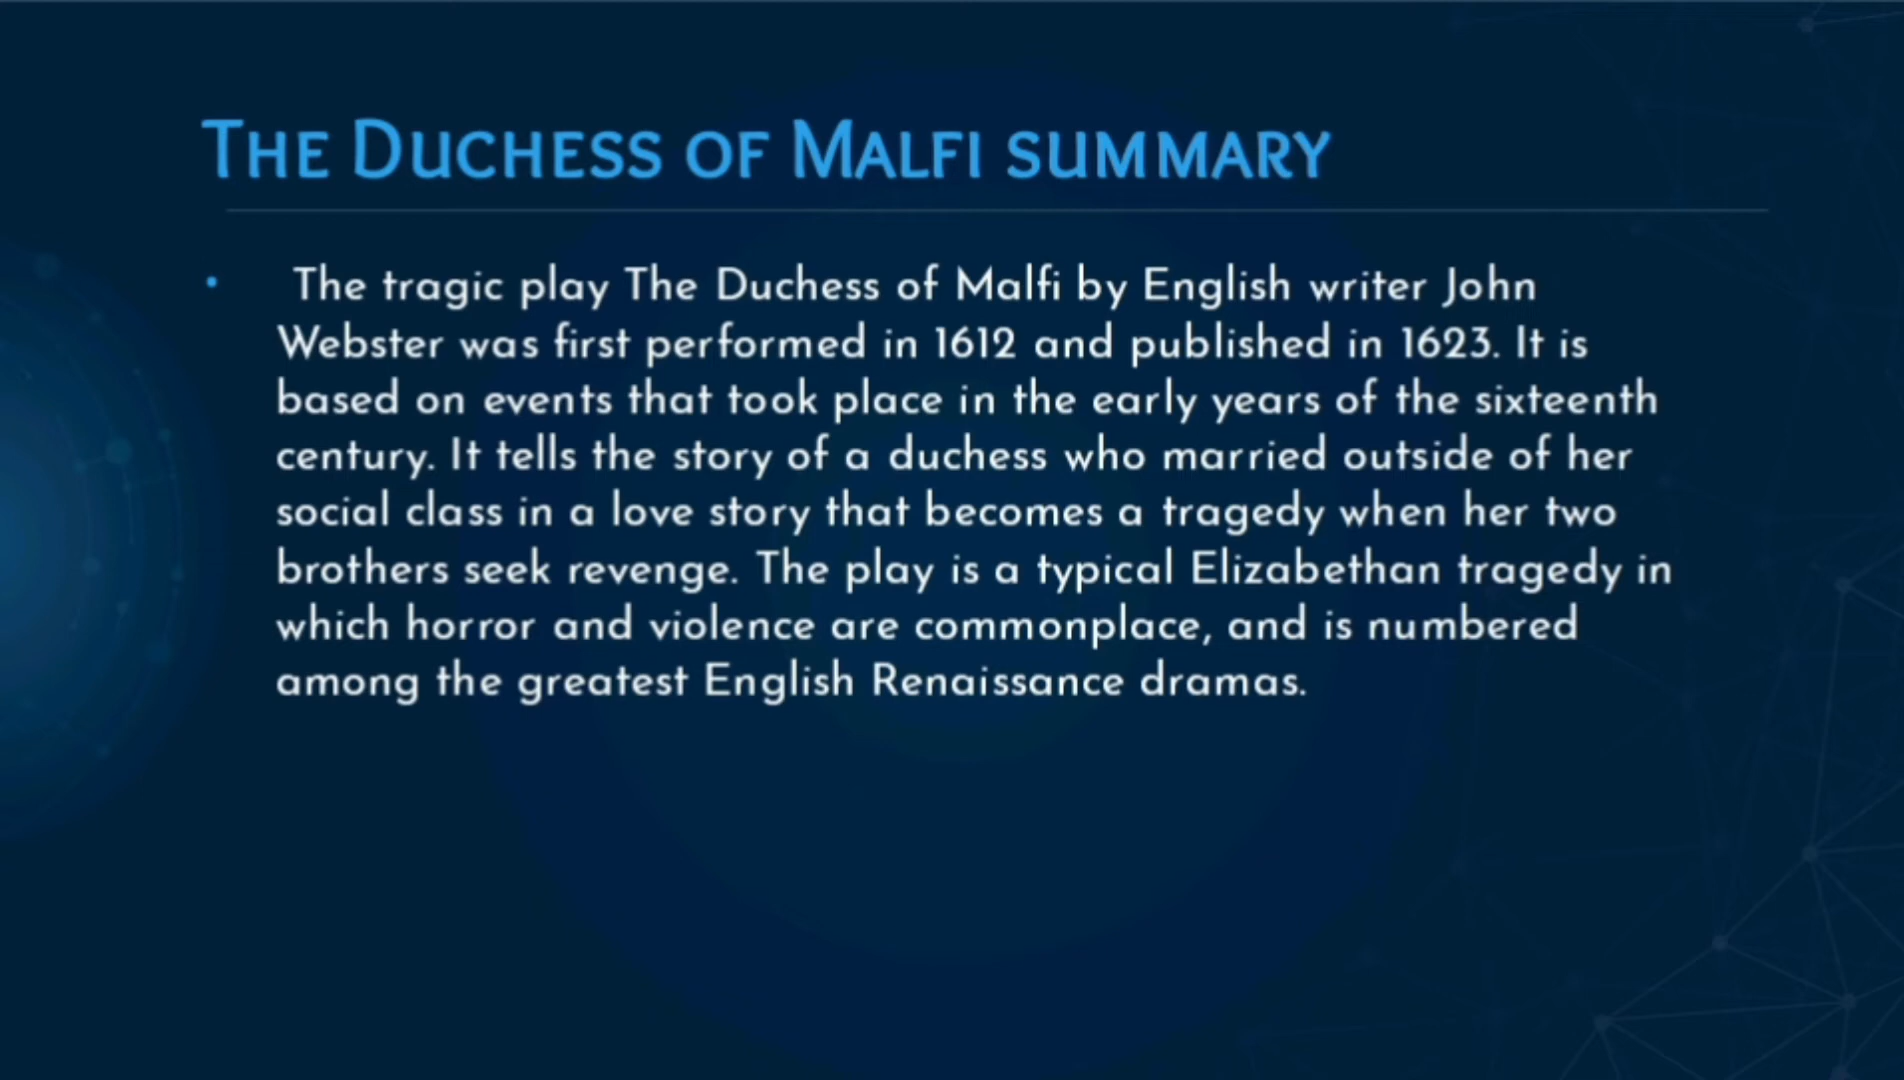 The Duchess of Malfi summary
• The tragic play The Duchess of Malfi by English writer John
Webster was first performed in 1612 and published in 1623. It is
based on events that took place in the early years of the sixteenth
century. It tells the story of a duchess who married outside of her
social class in a love story that becomes a tragedy when her two
brothers seek revenge. The play is a typical Elizabethan tragedy in
which horror and violence are commonplace, and is numbered
among the greatest English Renaissance dramas.